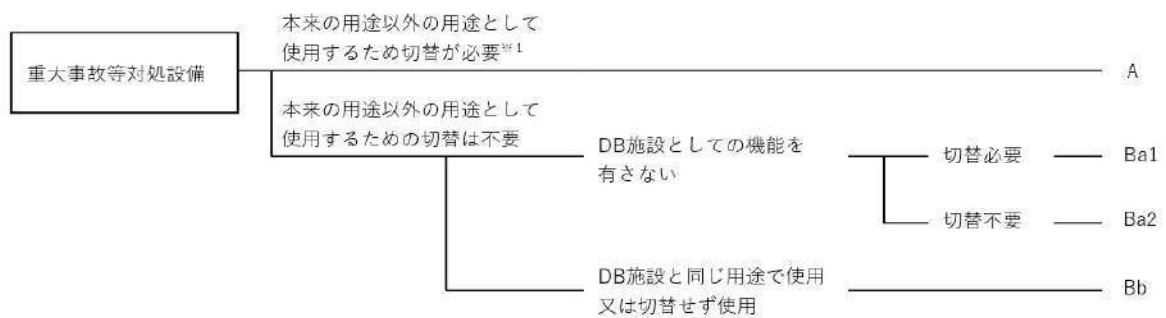 本来の用途以外の用途として
使用するため切替が必要※1
重大事故等対処設備
A
本来の用途以外の用途として
使用するための切替は不要
DB施設としての機能を
有さない
切替必要
Ba1
切替不要
Ba2
DB施設と同じ用途で使用
又は切替せず使用
Bb